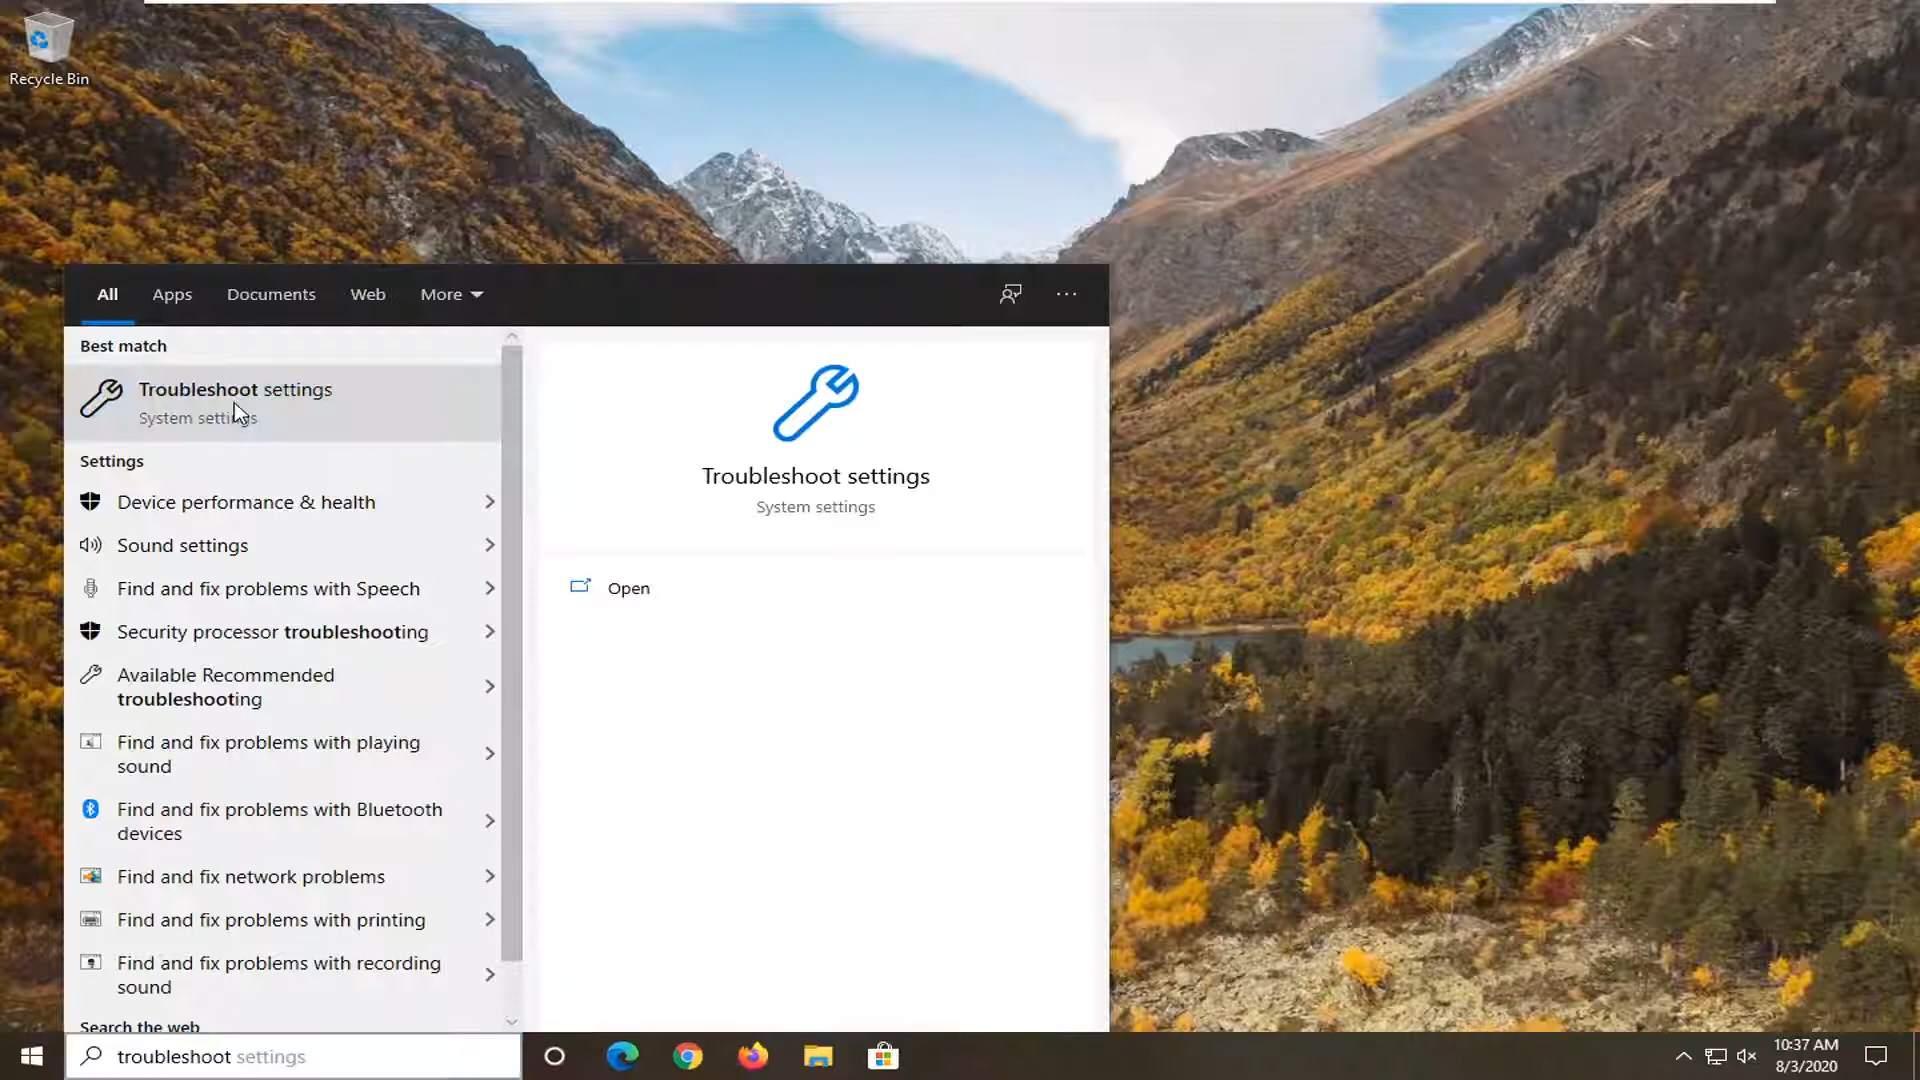 Recycle Bin
All Apps Documents Web More
Best match
Troubleshoot settings
System settings
Settings
Device performance & health
Sound settings
Find and fix problems with Speech
Security processor troubleshooting
Available Recommended
troubleshooting
Find and fix problems with playing
sound
Find and fix problems with Bluetooth
devices
Find and fix network problems
Find and fix problems with printing
Find and fix problems with recording
sound
Search the web
Troubleshoot settings
System settings
Open
troubleshoot settings
10:37 AM
8/3/2020